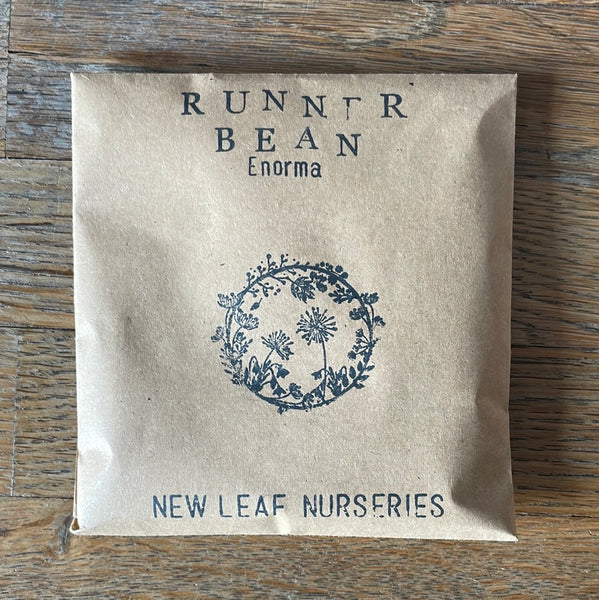 RUNNER
BEAN
Enorma
NEW LEAF NURSERIES